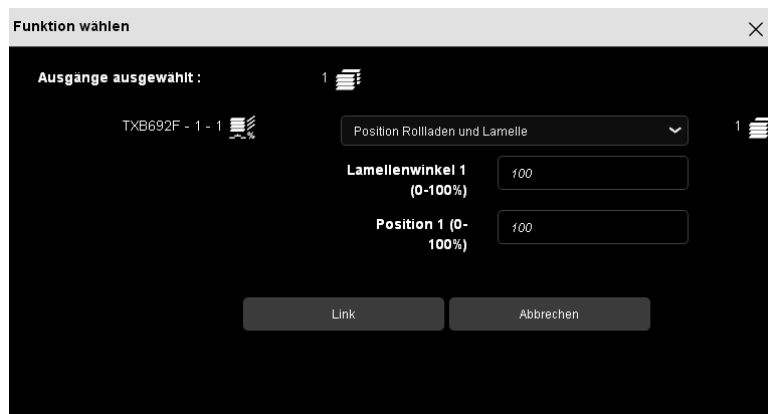 Funktion wählen
Ausgänge ausgewählt : 1
TXB692F - 1 - 1 % Position Rollladen und Lamelle 1
Lamellenwinkel 1 100
(0-100%)
Position 1 (0- 100
100%)
Link Abbrechen